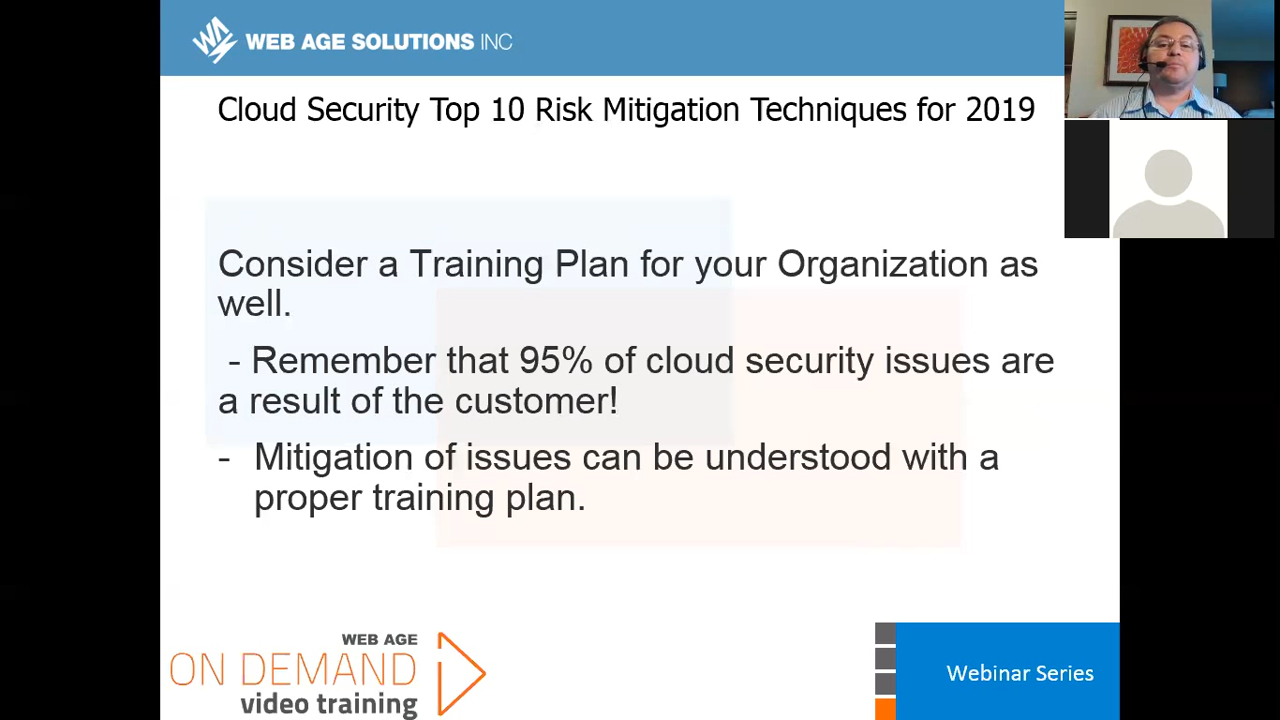 WEB AGE SOLUTIONS INC
Cloud Security Top 10 Risk Mitigation Techniques for 2019
Consider a Training Plan for your Organization as
well.
- Remember that 95% of cloud security issues are
a result of the customer!
- Mitigation of issues can be understood with a
proper training plan.
WEB AGE
ON DEMAND
video training
Webinar Series